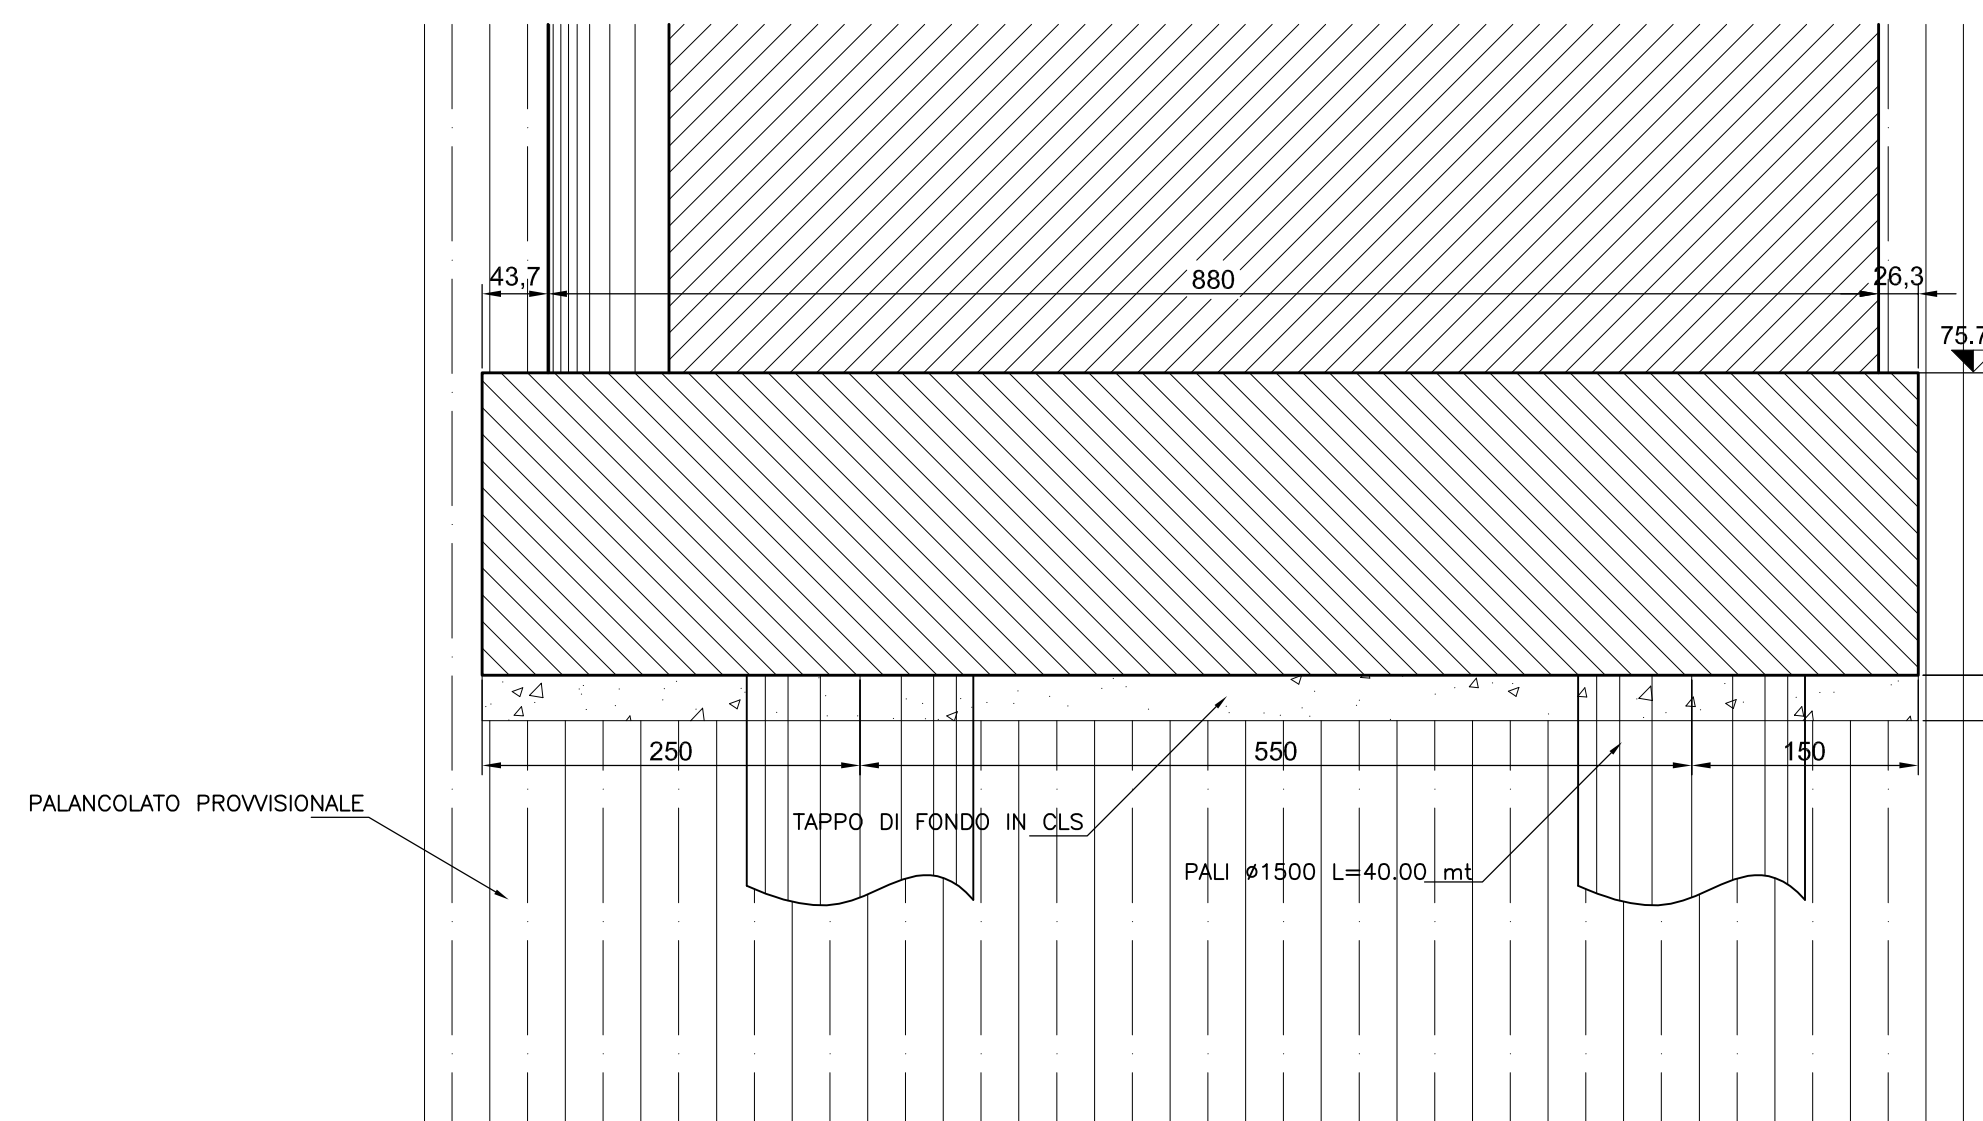 43,7
880
26,3
75.7
250
550
150
PALANCOLATO PROVVISIONALE
TAPPO DI FONDO IN CLS
PALI ø1500 L=40.00 mt